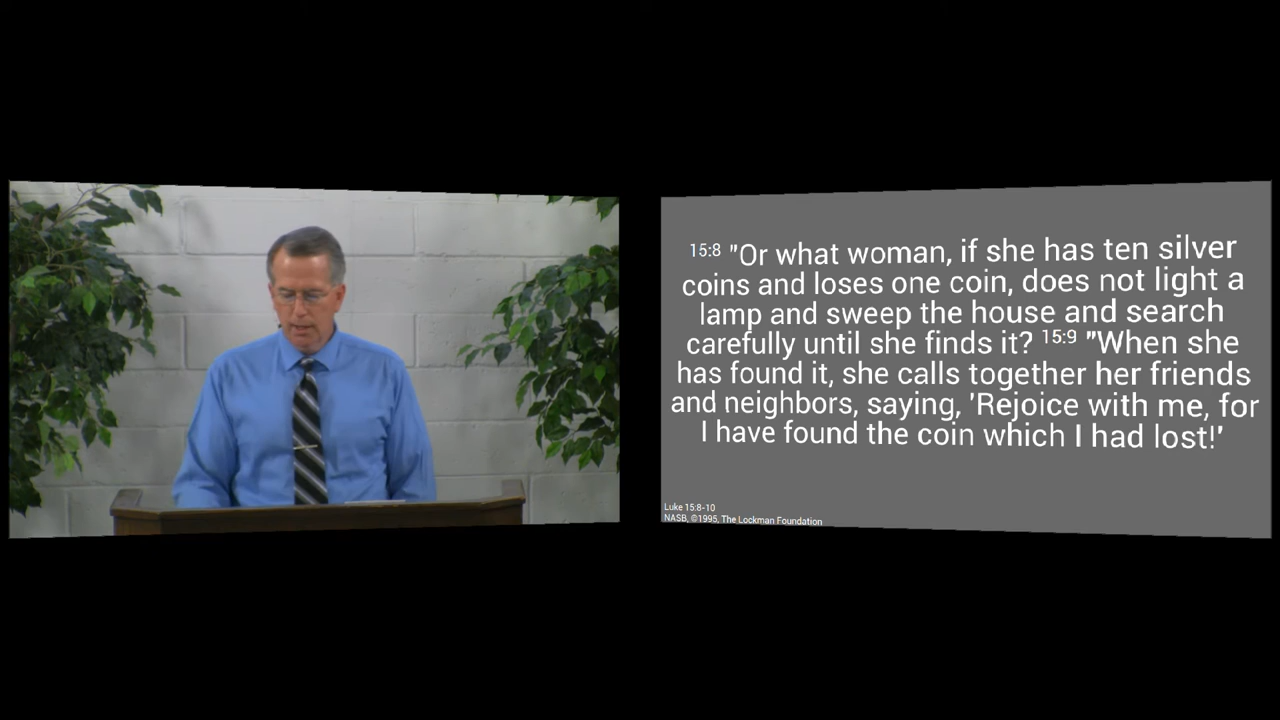 15:8 "Or what woman, if she has ten silver
coins and loses one coin, does not light a
lamp and sweep the house and search
carefully until she finds it? 15:9 "When she
has found it, she calls together her friends
and neighbors, saying, 'Rejoice with me, for
I have found the coin which I had lost!'
Luke 15:8-10
NASB, ©1995, The Lockman Foundation